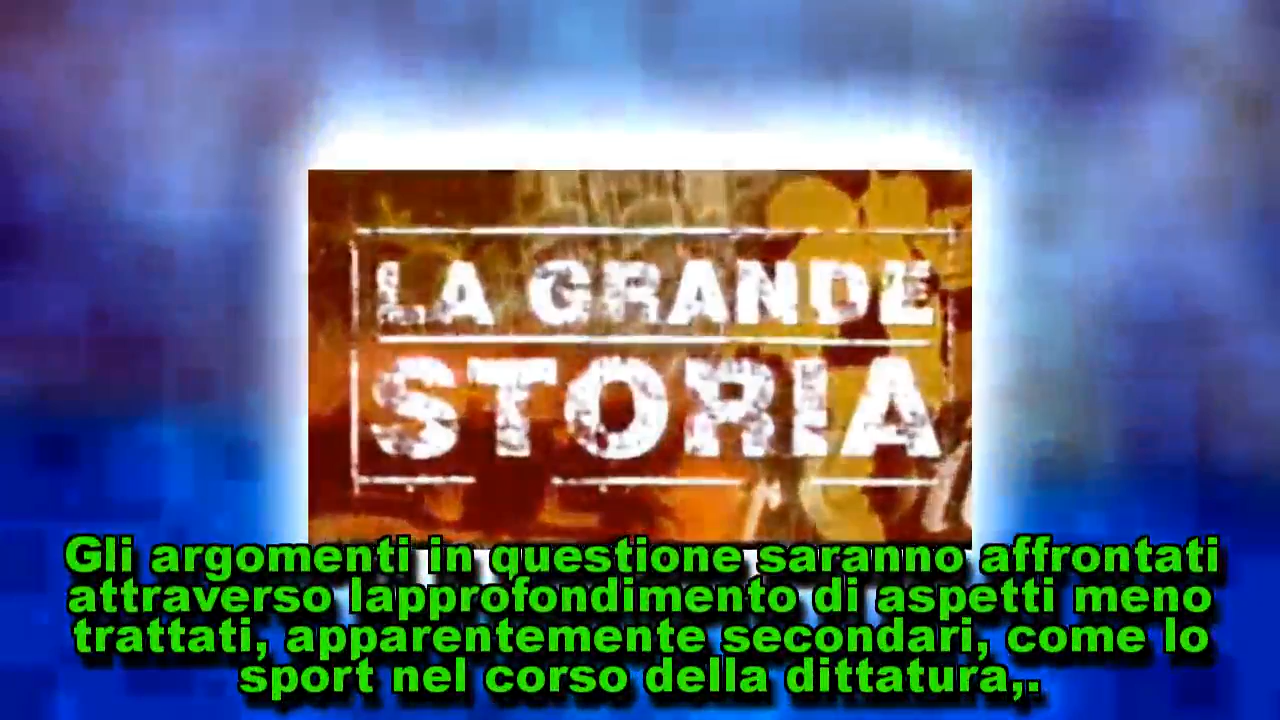 LA GRANDE
STORIA
Gli argomenti in questione saranno affrontati
attraverso lapprofondimento di aspetti meno
trattati, apparentemente secondari, come lo
sport nel corso della dittatura,.